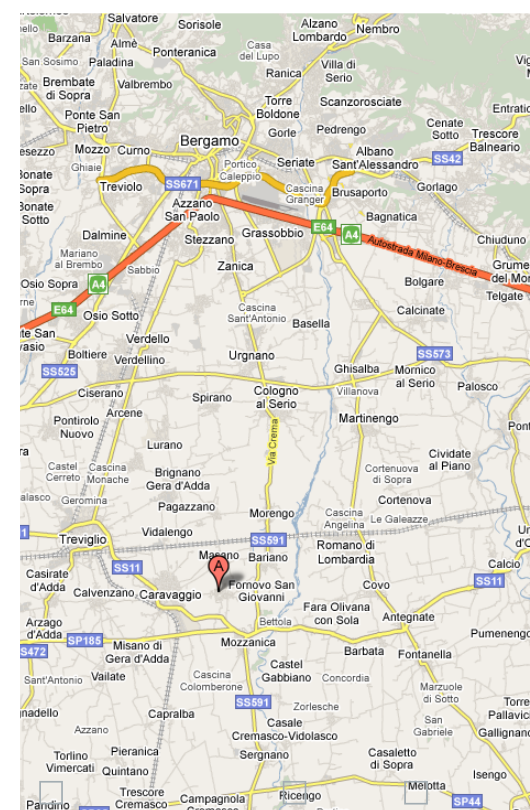 Salvatore
Sorisole
Alzano
Lombardo
Nembro
Barzana
Almè
Ponteranica
Casa
del Lupo
San Sosimo
Paladina
Villa di
Serio
Ranica
Brembate
di Sopra
Valbrembo
Torre
Boldone
Scanzorosciate
Ponte San
Pietro
Bergamo
Gorle
Pedrengo
Cenate
Sotto
Trescore
Balneario
Mozzo
Curno
Portico
Caleppio
Seriate
Albano
Sant'Alessandro
SS42
Ghiaie
Bonate
Sopra
Treviolo
SS671
Cascina
Granger
Brusaporto
Gorlago
Bonate
Sotto
Azzano
San Paolo
Bagnatica
Dalmine
Stezzano
Grassobbio
E64
A4
Autostrada Milano-Brescia
Chiuduno
Mariano
al Brembo
Sabbio
Zanica
Bolgare
Grume
del Mon
Osio Sopra
A4
Telgate
E64
Osio Sotto
Cascina
Sant'Antonio
Basella
Calcinate
Verdello
Boltiere
Verdellino
Urgnano
SS573
SS525
Ghisalba
Mornico
al Serio
Palosco
Ciserano
Spirano
Cologno
al Serio
Villanova
Arcene
Martinengo
Pontirolo
Nuovo
Via Crema
Lurano
Cividate
al Piano
Castel
Cerreto
Cascina
Monache
Brignano
Gera d'Adda
Cortenuova
di Sopra
Geromina
Pagazzano
Cortenova
Morengo
Cascina
Angelina
Le Galeazze
Treviglio
Vidalengo
SS591
Romano di
Lombardia
Masano
Bariano
Calcio
SS11
A
Casirate
d'Adda
Calvenzano
Caravaggio
Fornovo San
Giovanni
Covo
SS11
Fara Olivana
con Sola
Antegnate
Arzago
d'Adda
Bettola
Pumenengo
SP185
Misano di
Gera d'Adda
Mozzanica
Barbata
Fontanella
S472
Sant'Antonio
Vailate
Cascina
Colomberone
Castel
Gabbiano
Concordia
Marzuole
di Sotto
SS591
Zorlesche
Capralba
Casale
Cremasco-Vidolasco
San
Gabriele
Torre
Pallavic
Gallignano
Azzano
Torlino
Vimercati
Pieranica
Quintano
Sergnano
Casaletto
di Sopra
Isengo
Trescore
Cremasco
Campagnola
Ricengo
Melotta
SP44
Pandino